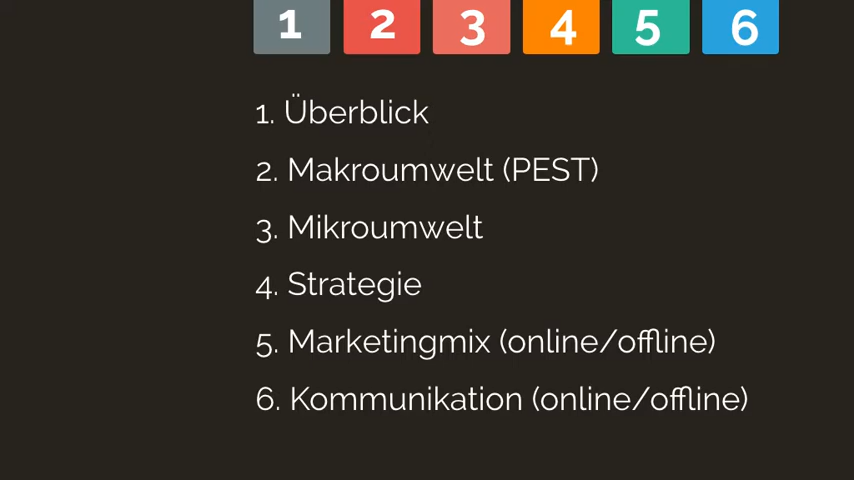 1 2 3 4 5 6
1. Überblick
2. Makroumwelt (PEST)
3. Mikroumwelt
4. Strategie
5. Marketingmix (online/offline)
6. Kommunikation (online/offline)